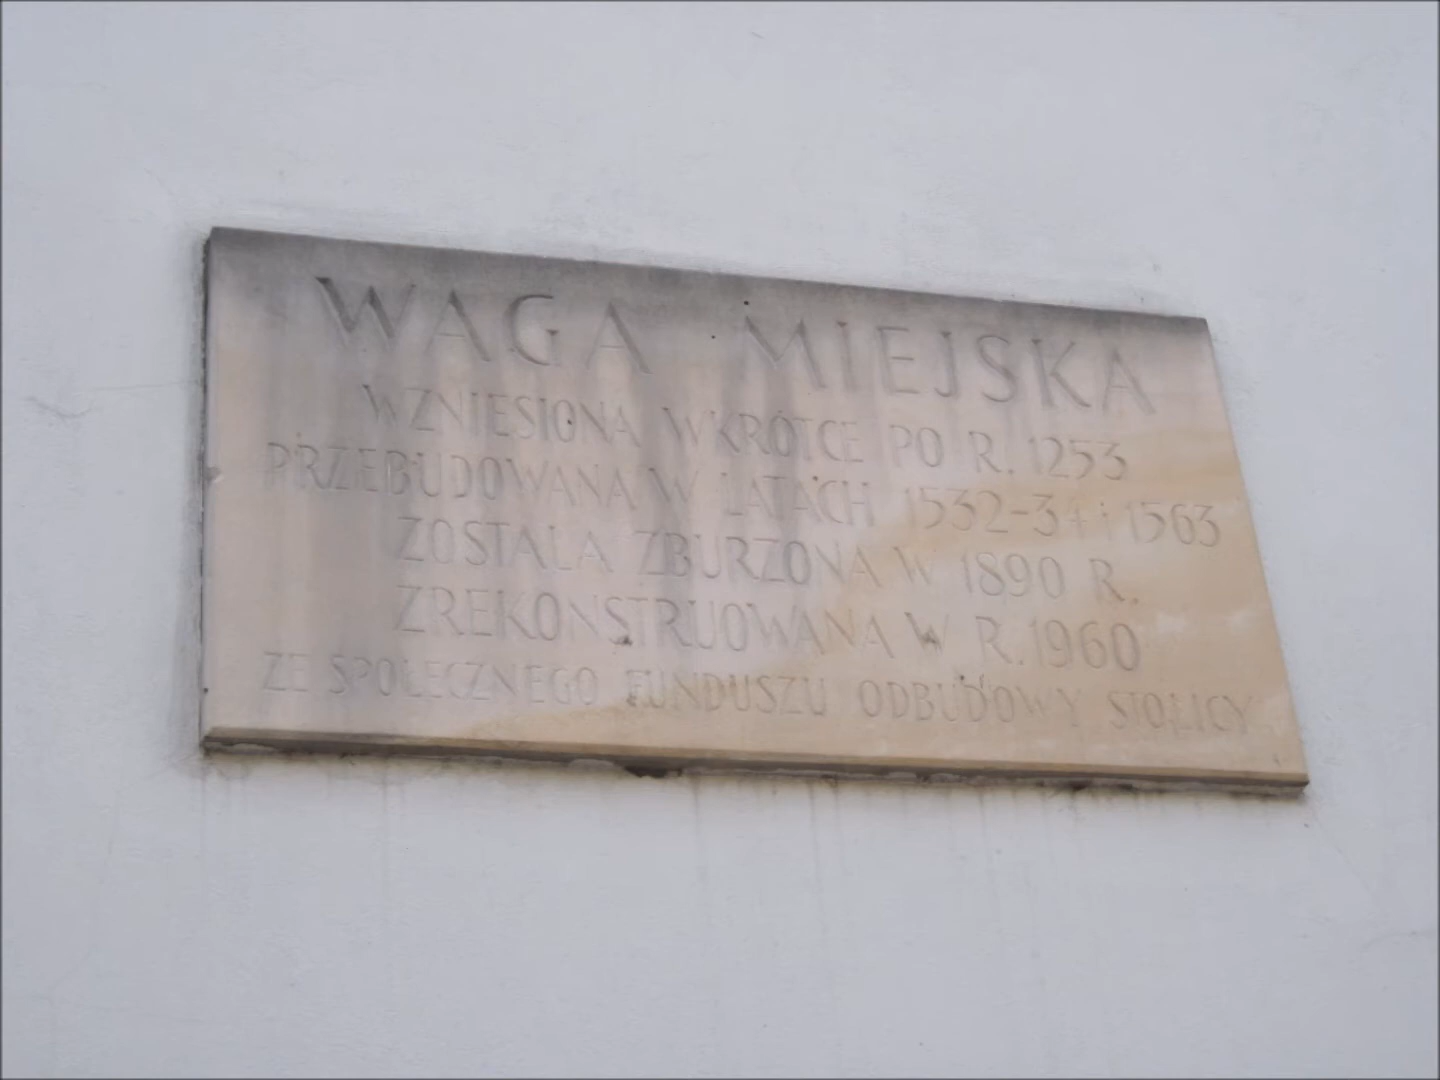 WAGA MIEJSKA
WZNIESIONA WKRÓTCE PO R. 1253
PRZEBUDOWANA W LATACH 1532-34 i 1563
ZOSTALA ZBURZONA W 1890 R.
ZREKONSTRUOWANA W R. 1960
ZE SPOŁECZNEGO FUNDUSZU ODBUDOWY STOLICY